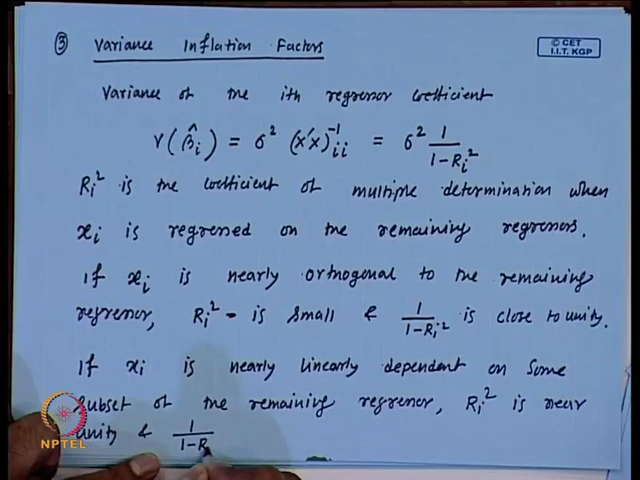 ③ Variance Inflation Factors
© CET
I.I.T. KGP
Variance of the ith regressor coefficient
V(β̂i) = σ² (x'x)⁻¹ii = σ² 1/(1-Ri²)
Ri² is the coefficient of multiple determination when
xi is regressed on the remaining regressors.
If xi is nearly orthogonal to the remaining
regressor, Ri² - is small & 1/(1-Ri²) is close to unity.
If xi is nearly linearly dependent on some
subset of the remaining regressor, Ri² is near
unity & 1/(1-R
NPTEL